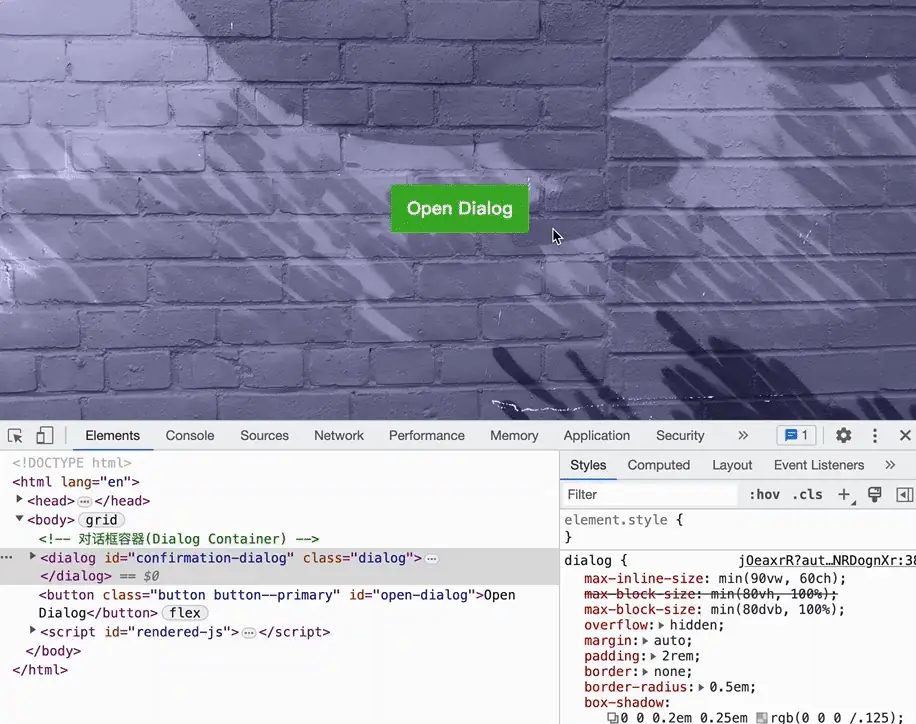 Open Dialog
Elements Console Sources Network Performance Memory Application Security » 1
<!DOCTYPE html>
<html lang="en">
<head>…</head>
<body> grid
<!-- 对话框容器(Dialog Container) -->
<dialog id="confirmation-dialog" class="dialog">…
</dialog> == $0
<button class="button button--primary" id="open-dialog">Open
Dialog</button> flex
<script id="rendered-js">…</script>
</body>
</html>
Styles Computed Layout Event Listeners »
Filter :hov .cls +
element.style {
}
dialog { jOeaxrR?aut…NRDognXr:38
max-inline-size: min(90vw, 60ch);
max-block-size: min(80vh, 100%);
max-block-size: min(80dvb, 100%);
overflow: hidden;
margin: auto;
padding: 2rem;
border: none;
border-radius: 0.5em;
box-shadow:
0 0 0.2em 0.25em rgb(0 0 0 /.125);